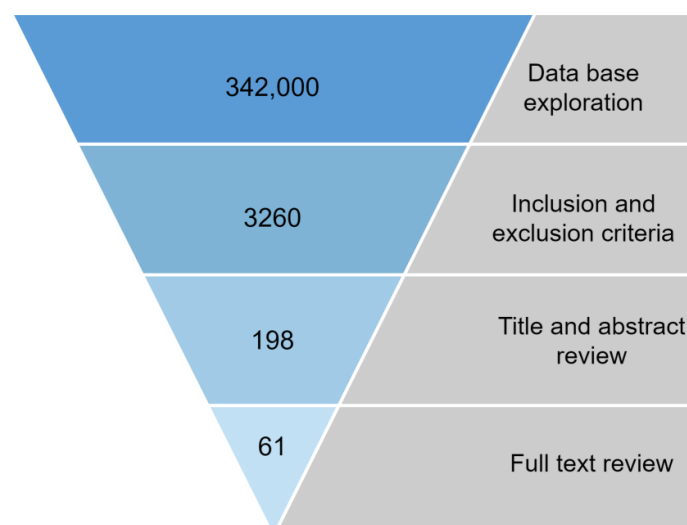 342,000
Data base
exploration
3260
Inclusion and
exclusion criteria
198
Title and abstract
review
61
Full text review